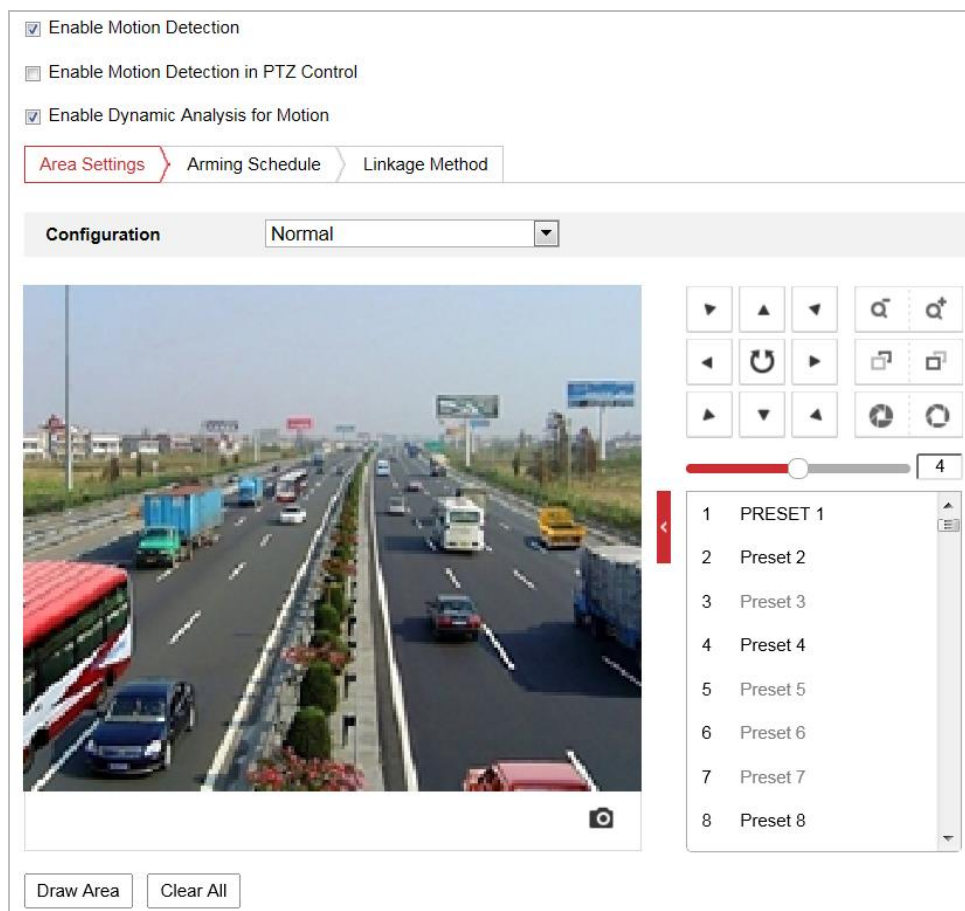 Enable Motion Detection
Enable Motion Detection in PTZ Control
Enable Dynamic Analysis for Motion
Area Settings Arming Schedule Linkage Method
Configuration Normal
4
1 PRESET 1
2 Preset 2
3 Preset 3
4 Preset 4
5 Preset 5
6 Preset 6
7 Preset 7
8 Preset 8
Draw Area Clear All